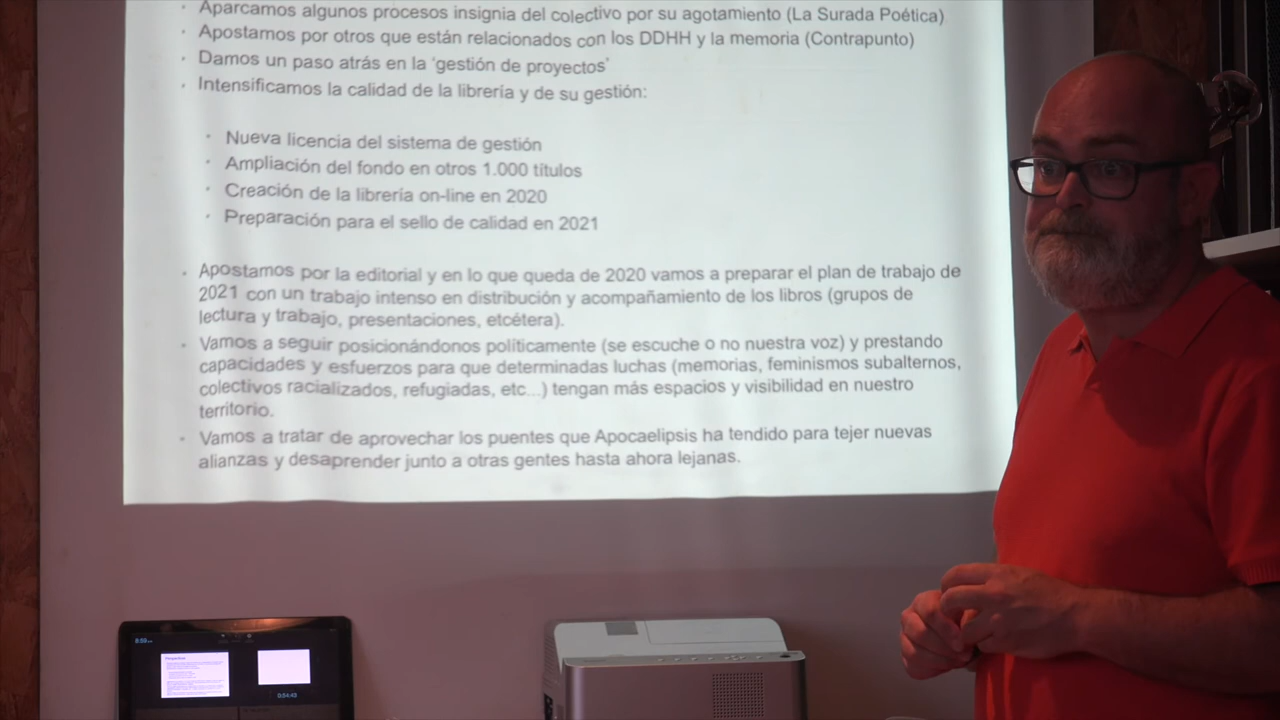 Aparcamos algunos procesos insignia del colectivo por su agotamiento (La Surada Poética)
Apostamos por otros que están relacionados con los DDHH y la memoria (Contrapunto)
Damos un paso atrás en la 'gestión de proyectos'
Intensificamos la calidad de la librería y de su gestión:
Nueva licencia del sistema de gestión
Ampliación del fondo en otros 1.000 títulos
Creación de la librería on-line en 2020
Preparación para el sello de calidad en 2021
Apostamos por la editorial y en lo que queda de 2020 vamos a preparar el plan de trabajo de
2021 con un trabajo intenso en distribución y acompañamiento de los libros (grupos de
lectura y trabajo, presentaciones, etcétera).
Vamos a seguir posicionándonos políticamente (se escuche o no nuestra voz) y prestando
capacidades y esfuerzos para que determinadas luchas (memorias, feminismos subalternos,
colectivos racializados, refugiadas, etc...) tengan más espacios y visibilidad en nuestro
territorio.
Vamos a tratar de aprovechar los puentes que Apocaelipsis ha tendido para tejer nuevas
alianzas y desaprender junto a otras gentes hasta ahora lejanas.
0:54:43